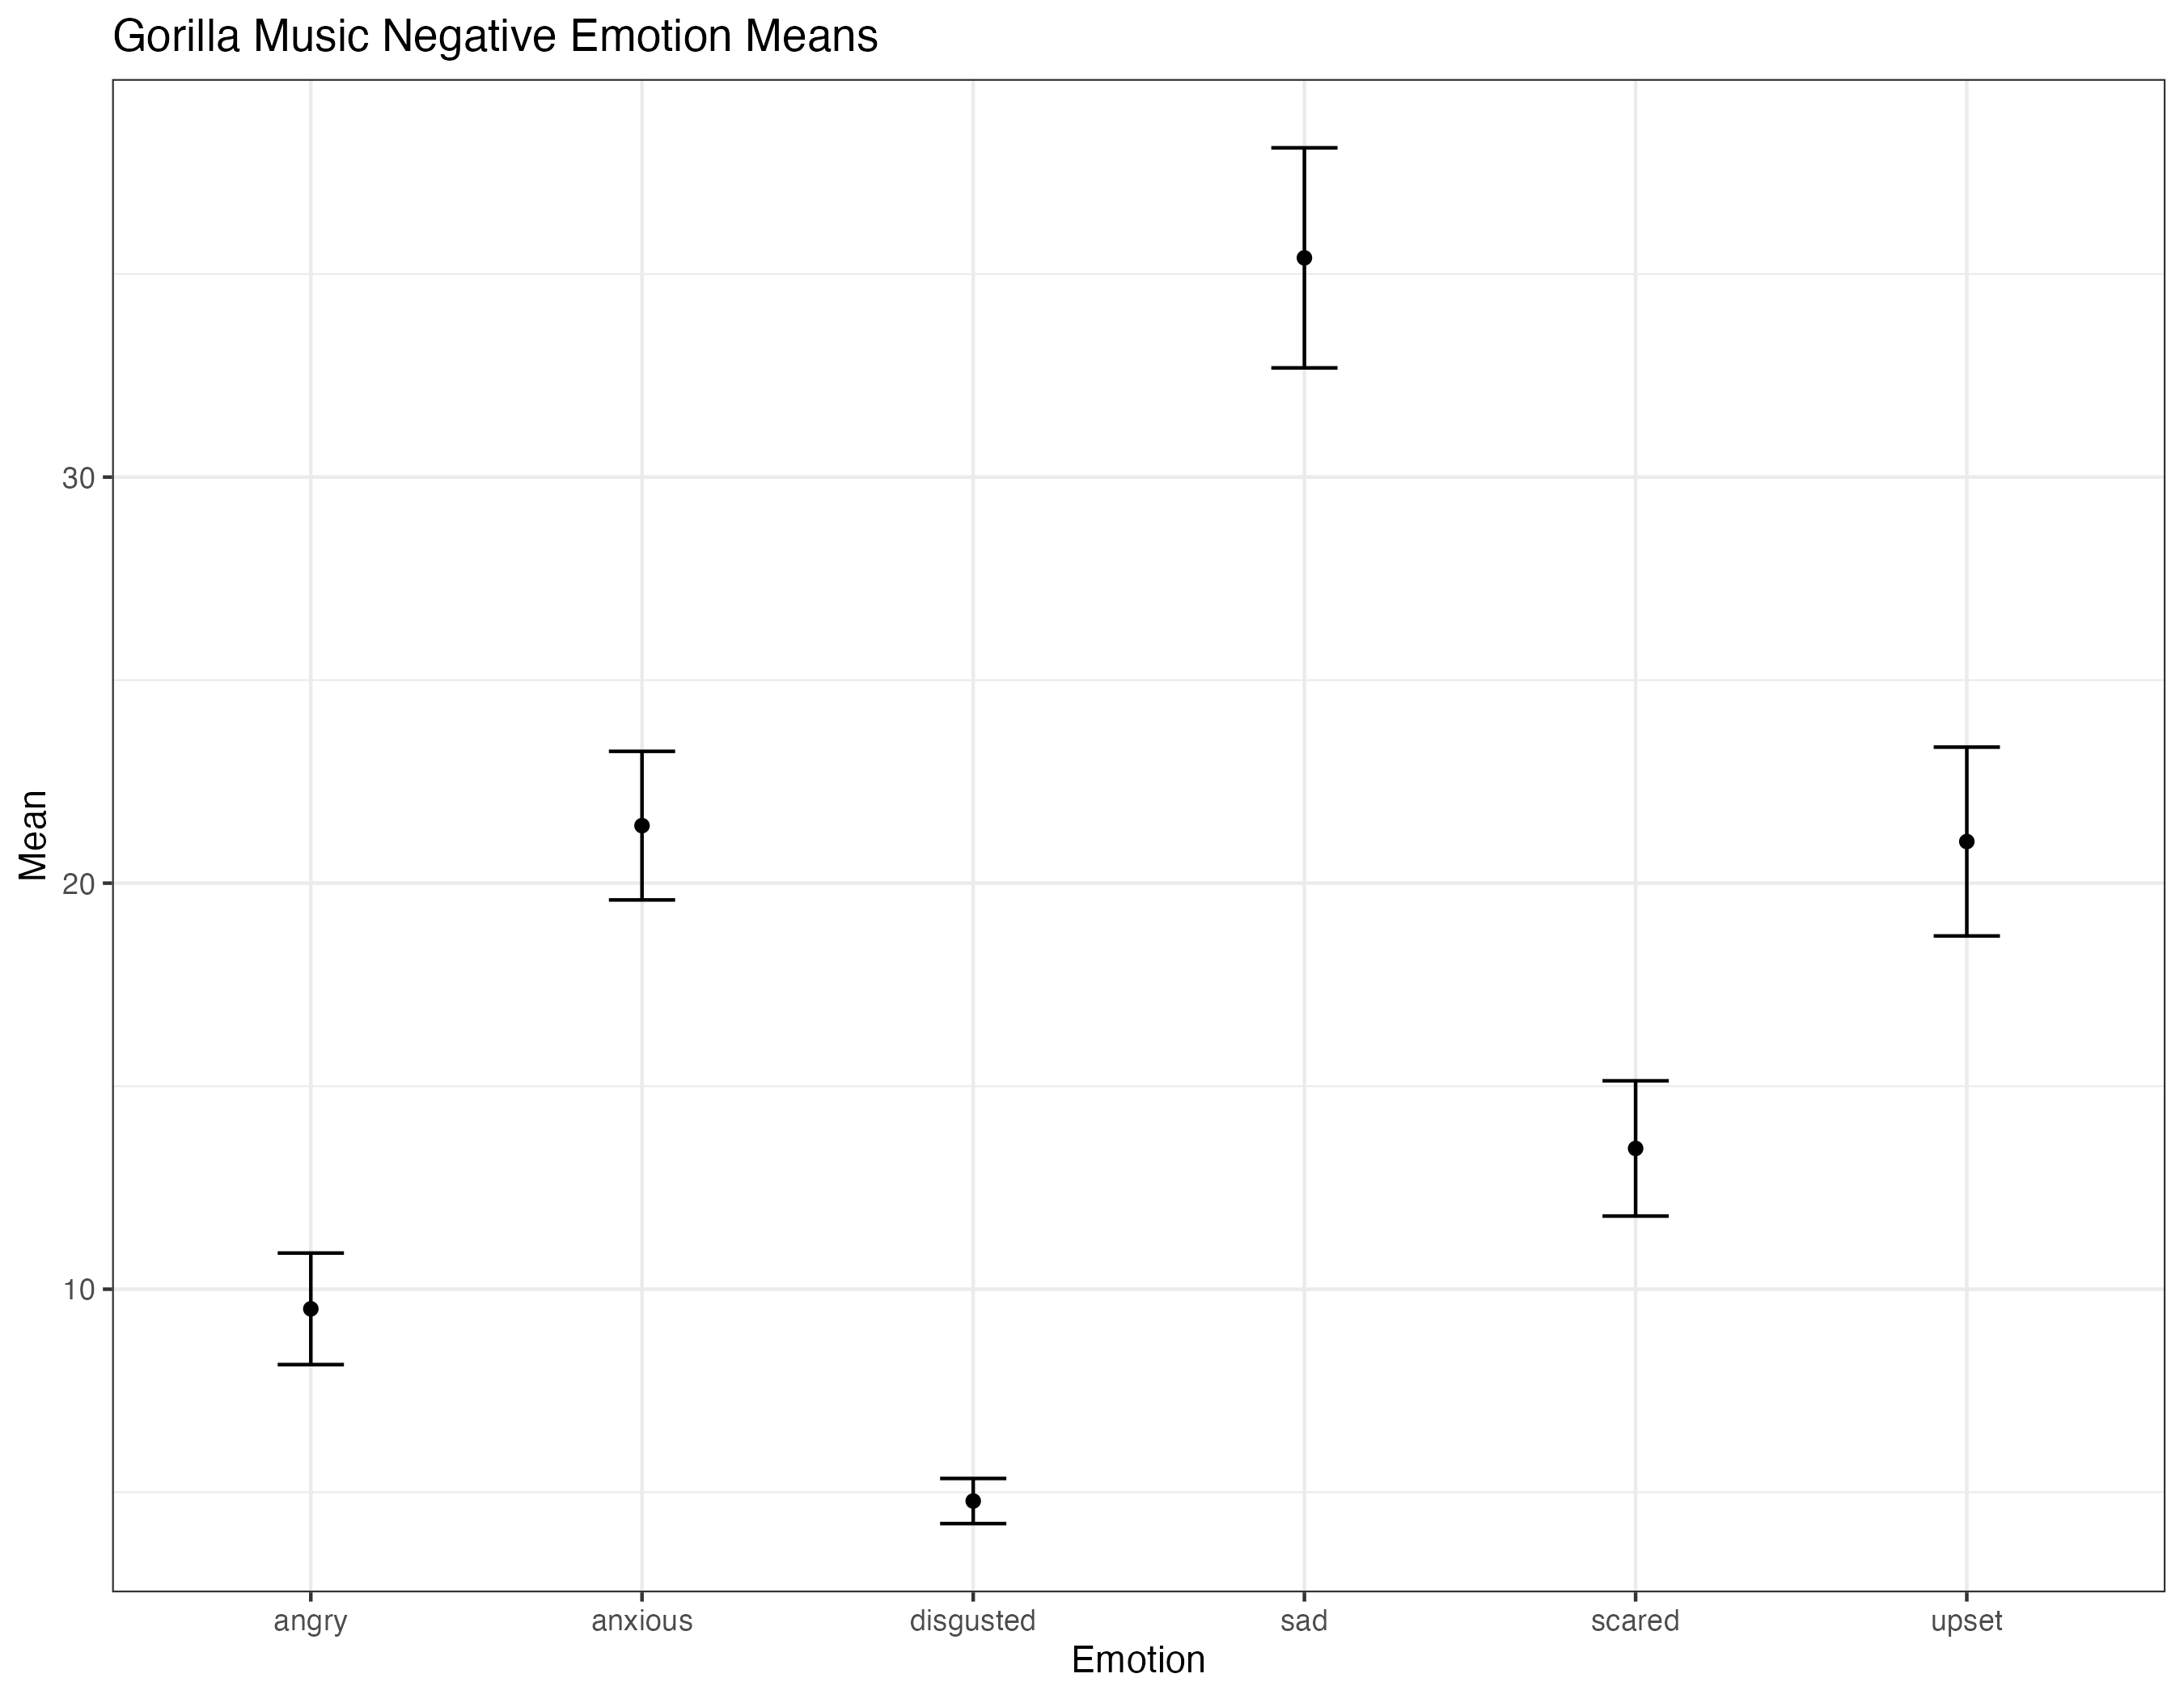 Gorilla Music Negative Emotion Means
Mean
30
20
10
angry anxious disgusted sad scared upset
Emotion